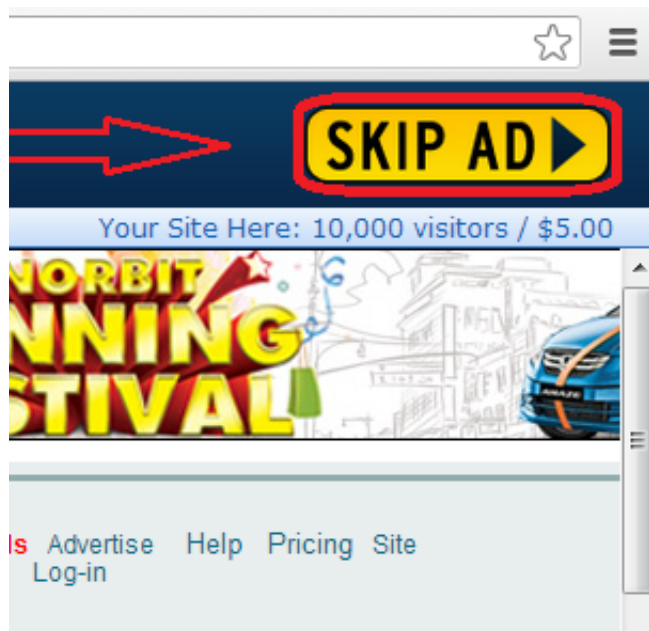 SKIP AD
Your Site Here: 10,000 visitors / $5.00
NORBIT
NNING
STIVAL
AMAZE
ls Advertise Help Pricing Site
Log-in